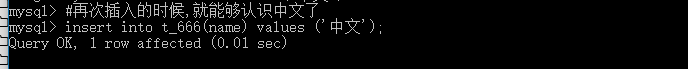 mysql> #再次插入的时候,就能够认识中文了
mysql> insert into t_666(name) values ('中文');
Query OK, 1 row affected (0.01 sec)